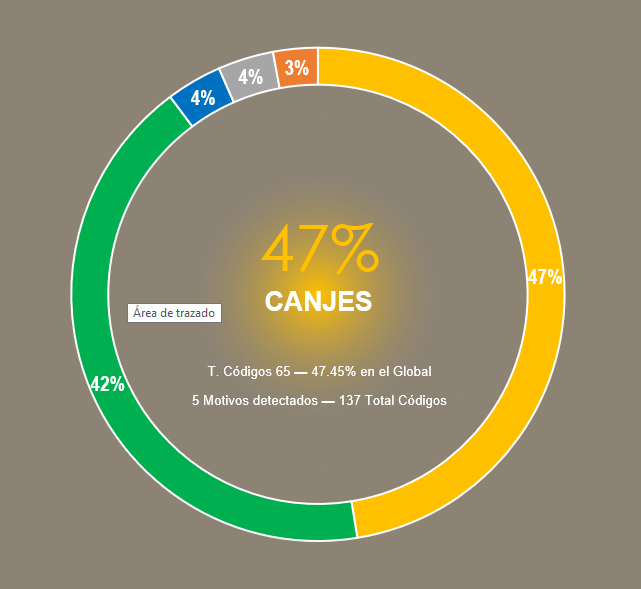 3%
4%
4%
47%
47%
CANJES
Área de trazado
T. Códigos 65 — 47.45% en el Global
42%
5 Motivos detectados — 137 Total Códigos